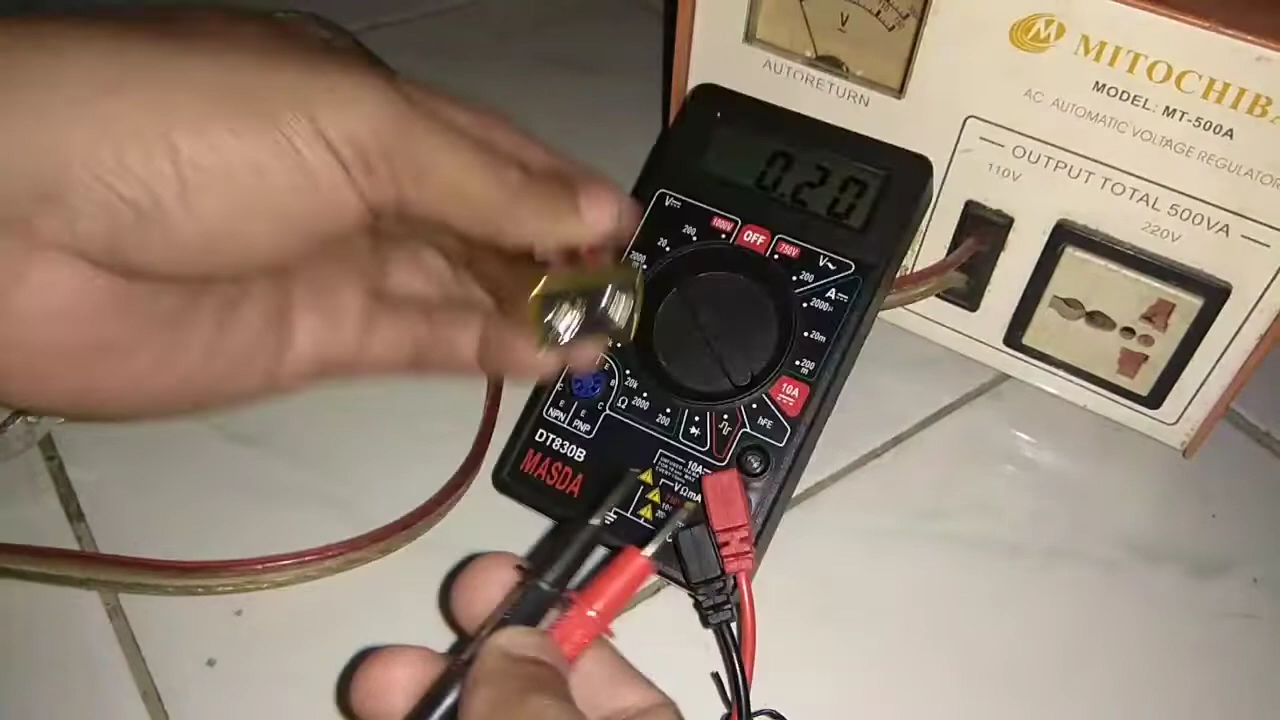 V
AUTORETURN
M MITOCHIBA
MODEL: MT-500A
AC AUTOMATIC VOLTAGE REGULATOR
OUTPUT TOTAL 500VA
110V
220V
0.20
V
1000V
OFF
750V
V~
200
200
20
2000
m
A
2000µ
20m
200
m
10A
hFE
20k
2000
200
Ω
E
B
C
E
C
E
NPN
PNP
DT830B
MASDA
10A
VΩmA